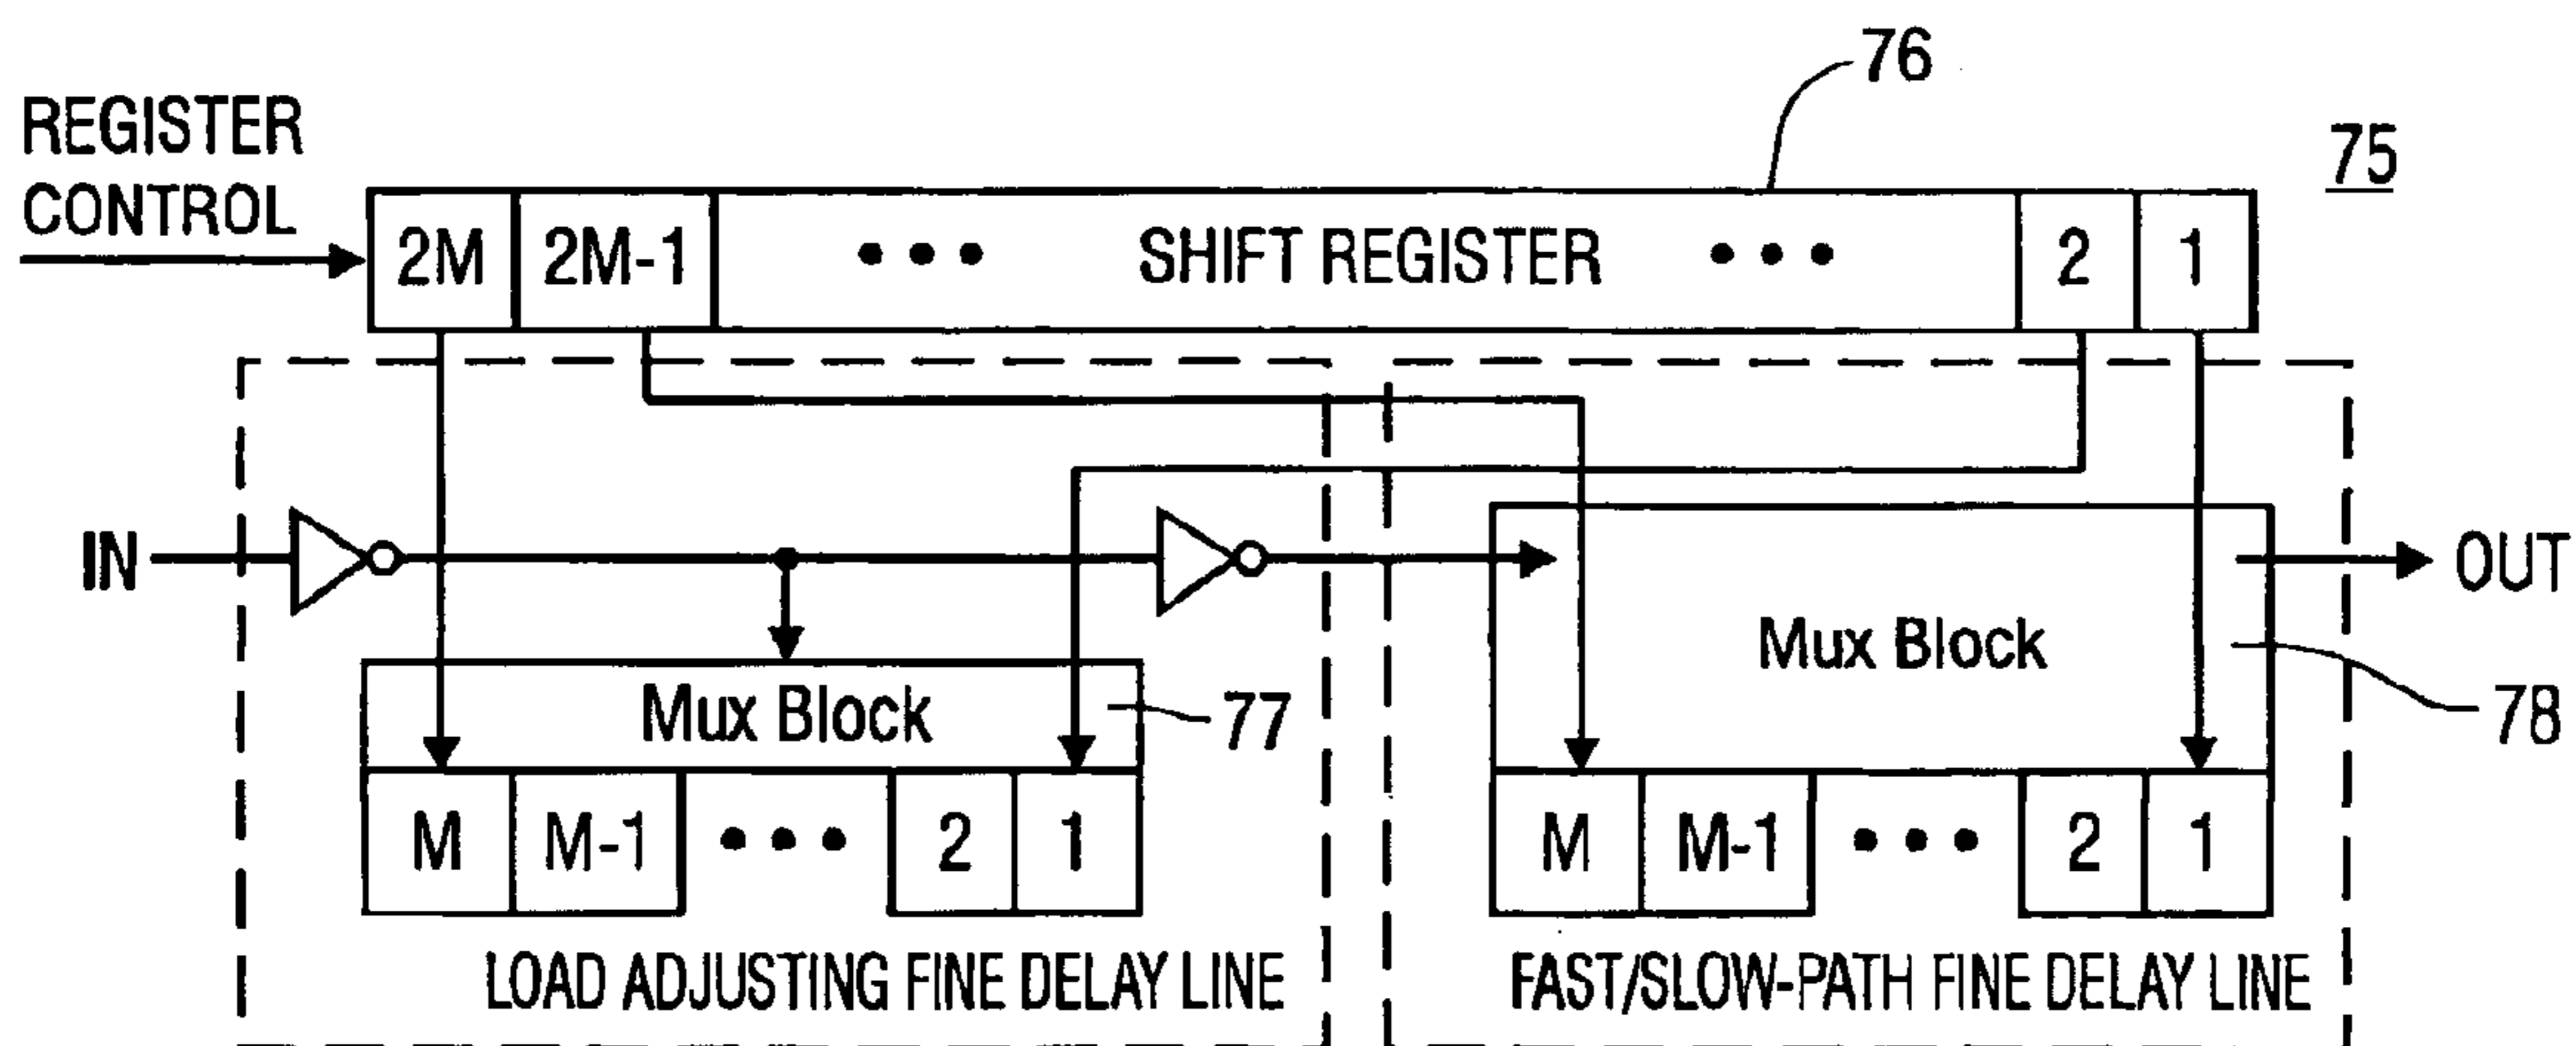 76
REGISTER
CONTROL
75
2M 2M-1 ••• SHIFT REGISTER ••• 2 1
IN
OUT
Mux Block
Mux Block
77
78
M M-1 ••• 2 1
M M-1 ••• 2 1
LOAD ADJUSTING FINE DELAY LINE
FAST/SLOW-PATH FINE DELAY LINE